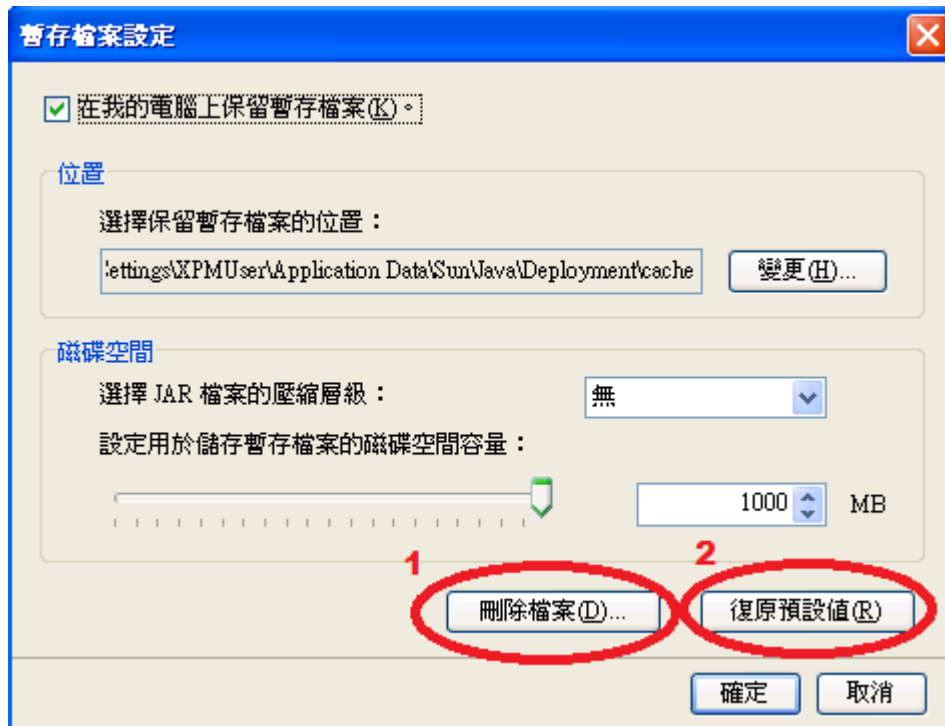 暫存檔案設定
在我的電腦上保留暫存檔案(K)。
位置
選擇保留暫存檔案的位置：
ettings\XPMUser\Application Data\Sun\Java\Deployment\cache
變更(H)...
磁碟空間
選擇 JAR 檔案的壓縮層級：
無
設定用於儲存暫存檔案的磁碟空間容量：
1000 MB
1 2
刪除檔案(D)... 復原預設值(R)
確定 取消